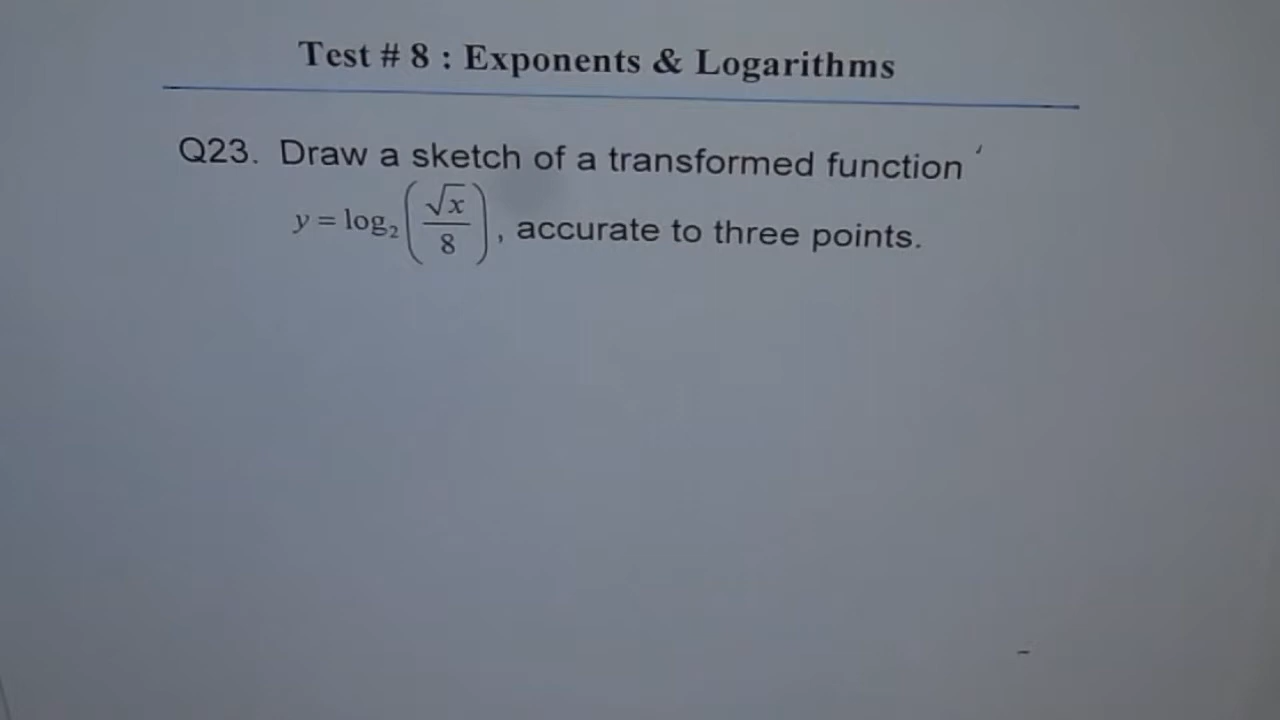 Test # 8 : Exponents & Logarithms
Q23. Draw a sketch of a transformed function
y = log₂(√x/8), accurate to three points.